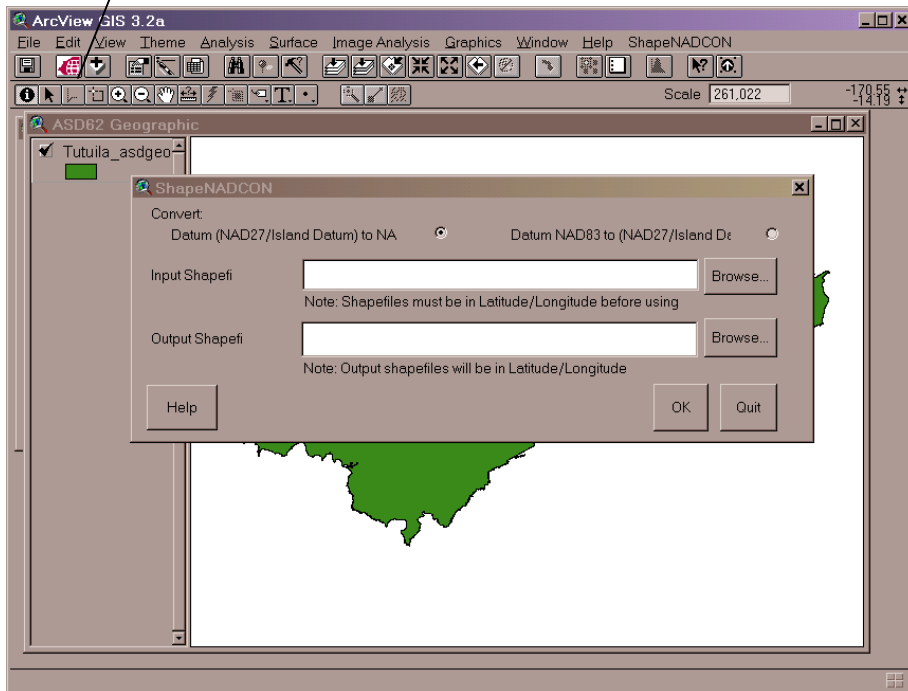 ArcView GIS 3.2a
File Edit View Theme Analysis Surface Image Analysis Graphics Window Help ShapeNADCON
Scale 261,022
-170.55
-14.19
ASD62 Geographic
Tutuila_asdgeo
ShapeNADCON
Convert:
Datum (NAD27/Island Datum) to NA Datum NAD83 to (NAD27/Island De
Input Shapefi
Browse...
Note: Shapefiles must be in Latitude/Longitude before using
Output Shapefi
Browse...
Note: Output shapefiles will be in Latitude/Longitude
Help OK Quit